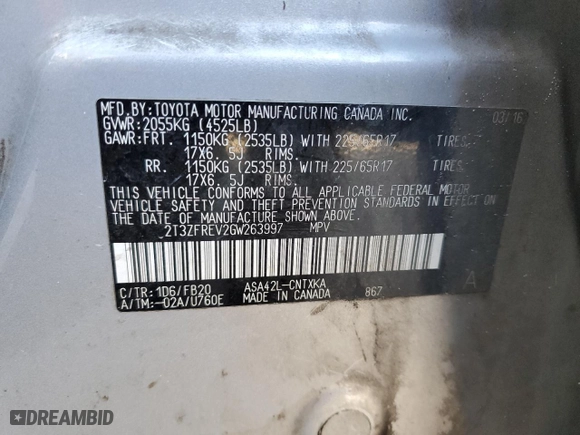 MFD.BY:TOYOTA MOTOR MANUFACTURING CANADA INC.
03/16
GVWR:2055KG (4525LB)
GAWR:FRT. 1150KG (2535LB) WITH 225/65R17 TIRES.
17X6. 5J RIMS.
RR. 1150KG (2535LB) WITH 225/65R17 TIRES.
17X6. 5J RIMS.
THIS VEHICLE CONFORMS TO ALL APPLICABLE FEDERAL MOTOR
VEHICLE SAFETY AND BUMPER STANDARDS IN EFFECT ON THE
DATE OF MANUFACTURE SHOWN ABOVE.
2T3ZFREV2GW263997 MPV
C/TR:1D6/FB20 ASA42L-CNTXKA A
A/TM:-02A/U760E MADE IN CANADA 867
DREAMBID